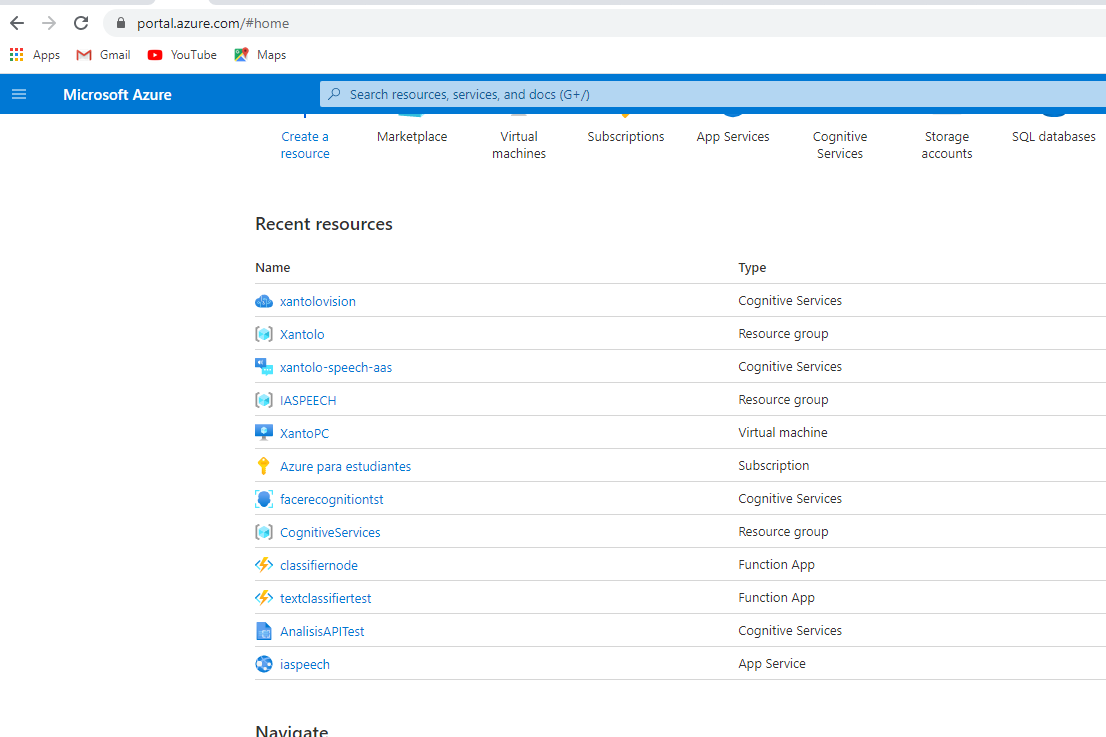 portal.azure.com/#home
Apps Gmail YouTube Maps
Microsoft Azure Search resources, services, and docs (G+/)
Create a resource
Marketplace
Virtual machines
Subscriptions
App Services
Cognitive Services
Storage accounts
SQL databases
Recent resources
Name Type
xantolovision Cognitive Services
Xantolo Resource group
xantolo-speech-aas Cognitive Services
IASPEECH Resource group
XantoPC Virtual machine
Azure para estudiantes Subscription
facerecognitiontst Cognitive Services
CognitiveServices Resource group
classifiernode Function App
textclassifiertest Function App
AnalisisAPITest Cognitive Services
iaspeech App Service
Navigate